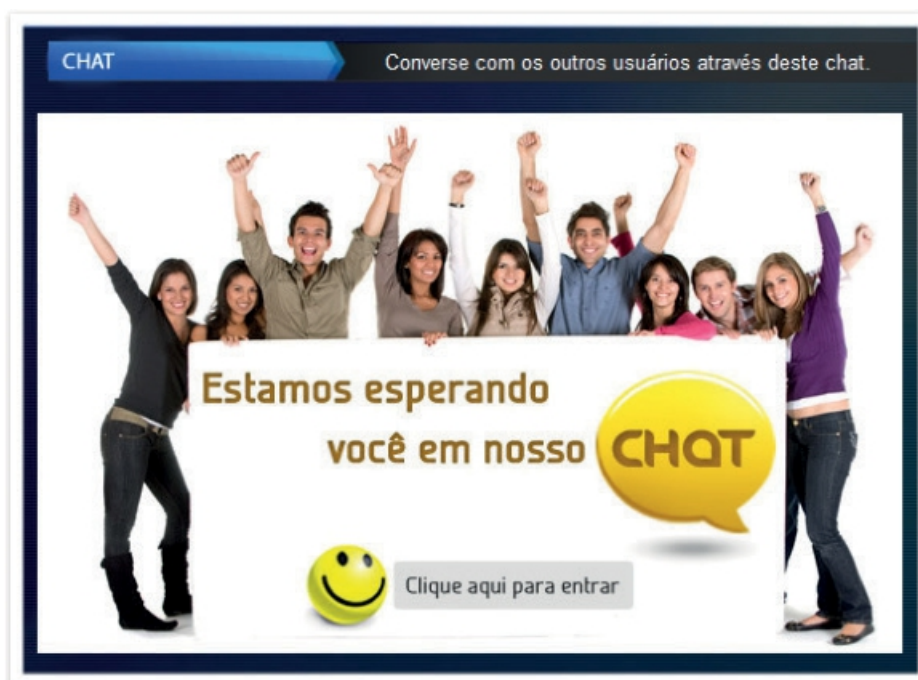 CHAT
Converse com os outros usuários através deste chat.
Estamos esperando
você em nosso
CHAT
Clique aqui para entrar